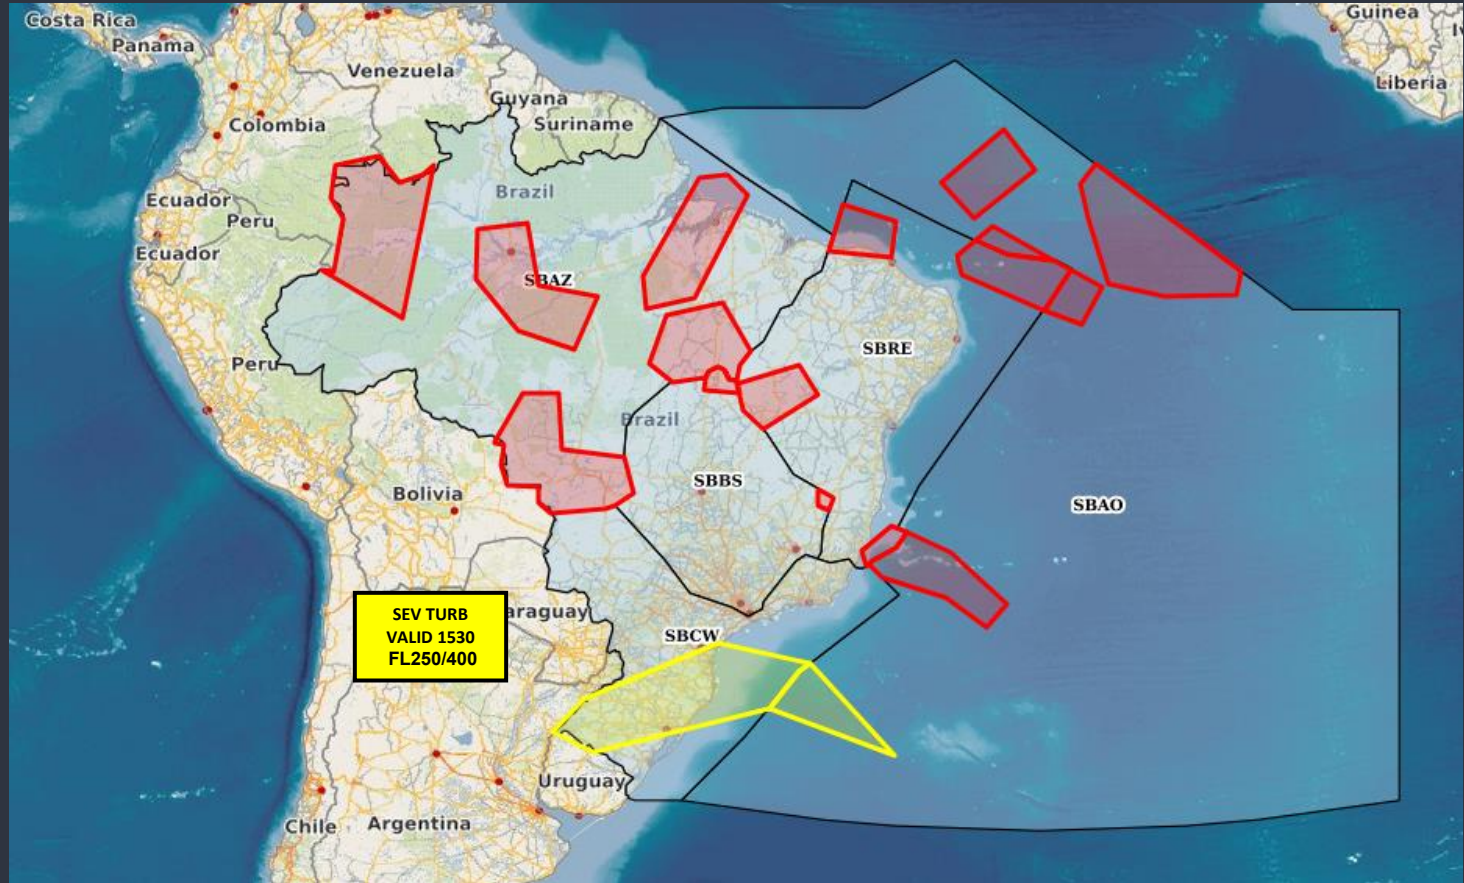 Costa Rica
Guinea
Panama
Venezuela
Liberia
Guyana
Colombia
Suriname
Brazil
Ecuador
Peru
Ecuador
SBAZ
SBRE
Peru
Brazil
SBBS
Bolivia
SBAO
SEV TURB
VALID 1530
FL250/400
araguay
SBCW
Uruguay
Chile
Argentina